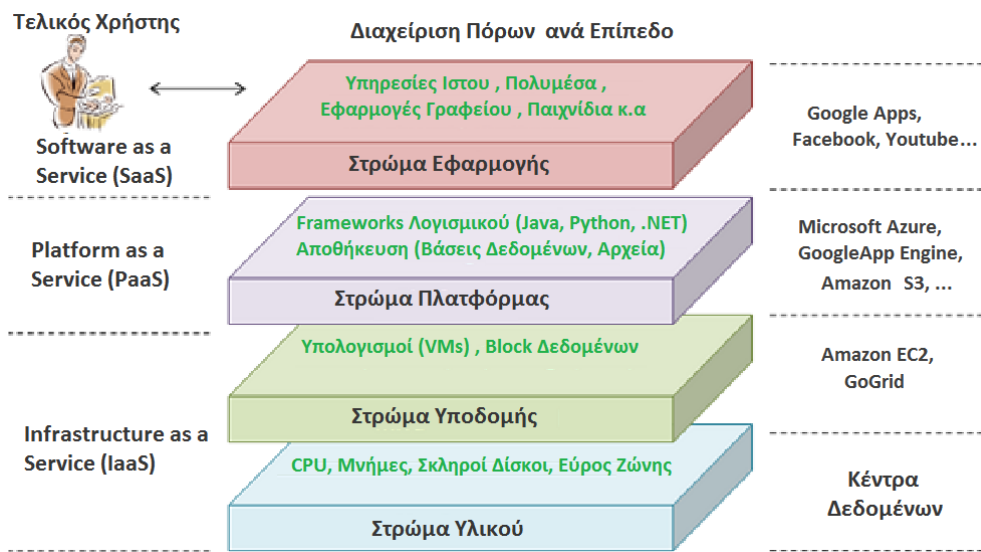 Τελικός Χρήστης
Διαχείριση Πόρων ανά Επίπεδο
Υπηρεσίες Ιστου , Πολυμέσα ,
Εφαρμογές Γραφείου , Παιχνίδια κ.α
Στρώμα Εφαρμογής
Software as a
Service (SaaS)
Google Apps,
Facebook, Youtube...
Frameworks Λογισμικού (Java, Python, .NET)
Αποθήκευση (Βάσεις Δεδομένων, Αρχεία)
Στρώμα Πλατφόρμας
Platform as a
Service (PaaS)
Microsoft Azure,
GoogleApp Engine,
Amazon S3, ...
Υπολογισμοί (VMs) , Block Δεδομένων
Στρώμα Υποδομής
Amazon EC2,
GoGrid
Infrastructure as a
Service (IaaS)
CPU, Μνήμες, Σκληροί Δίσκοι, Εύρος Ζώνης
Στρώμα Υλικού
Κέντρα
Δεδομένων